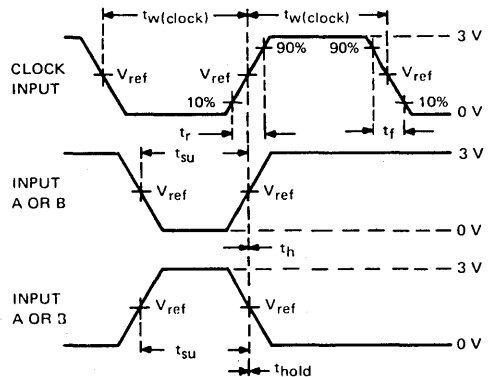 tw(clock) tw(clock)
90% 90% 3 V
CLOCK
INPUT
Vref Vref Vref
10% 10%
0 V
tr tf
tsu 3 V
INPUT
A OR B
Vref Vref
0 V
th
3 V
INPUT
A OR B
Vref Vref
0 V
tsu
thold